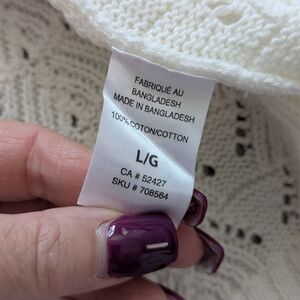 FABRIQUÉ AU
BANGLADESH
MADE IN BANGLADESH
100% COTON/COTTON
L/G
CA # 52427
SKU # 708564